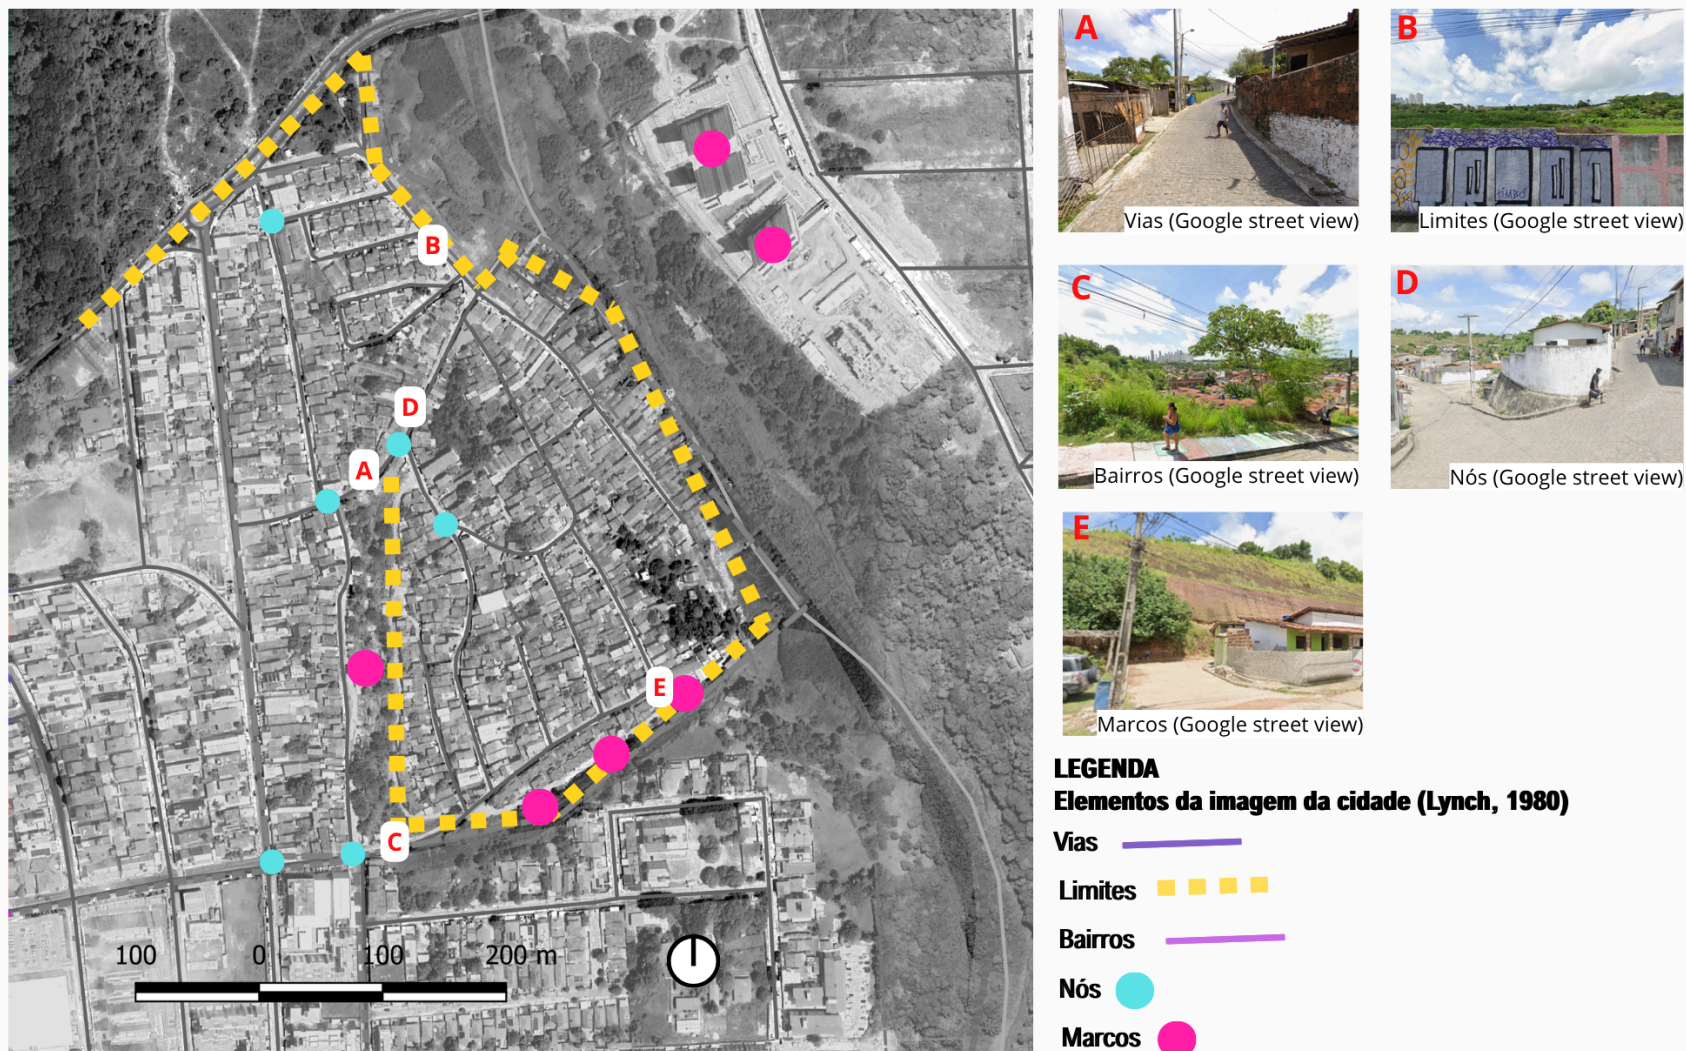 A
Vias (Google street view)
B
Limites (Google street view)
C
Bairros (Google street view)
D
Nós (Google street view)
E
Marcos (Google street view)
B
D
A
E
C
100 0 100 200 m
LEGENDA
Elementos da imagem da cidade (Lynch, 1980)
Vias
Limites
Bairros
Nós
Marcos